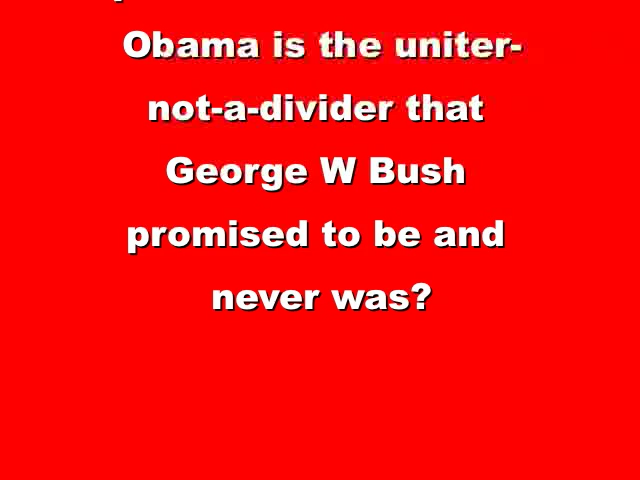 Obama is the uniter-
not-a-divider that
George W Bush
promised to be and
never was?